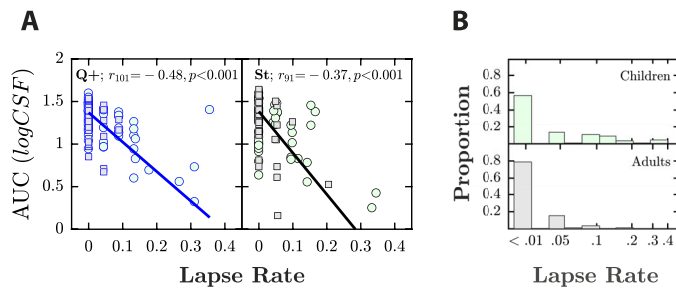 A
B
AUC (logCSF)
2
1.5
1
0.5
0
Q+; r101= − 0.48, p<0.001
St; r91= − 0.37, p<0.001
0 0.1 0.2 0.3 0.4
0 0.1 0.2 0.3 0.4
Lapse Rate
Proportion
Children
0.8
0.6
0.4
0.2
Adults
0.8
0.6
0.4
0.2
< .01 .05 .1 .2 .3 .4
Lapse Rate